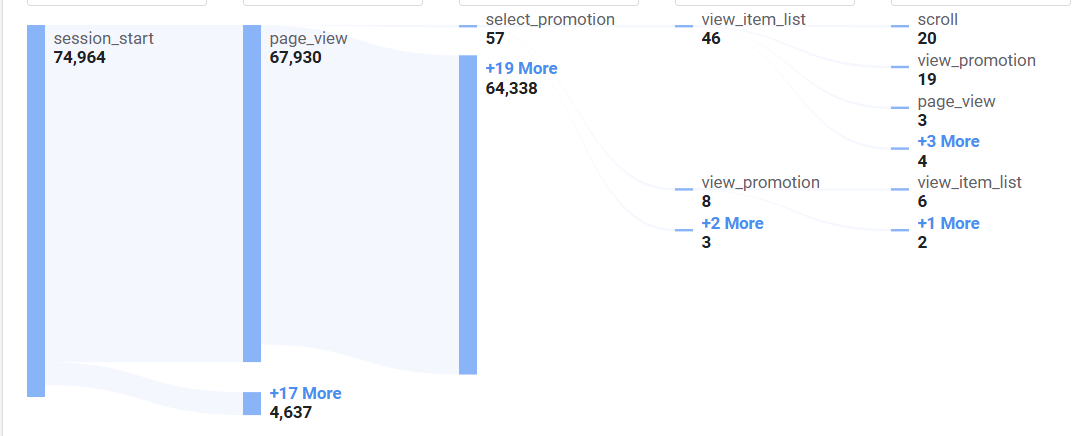 session_start
74,964
page_view
67,930
+17 More
4,637
select_promotion
57
+19 More
64,338
view_item_list
46
view_promotion
8
+2 More
3
scroll
20
view_promotion
19
page_view
3
+3 More
4
view_item_list
6
+1 More
2